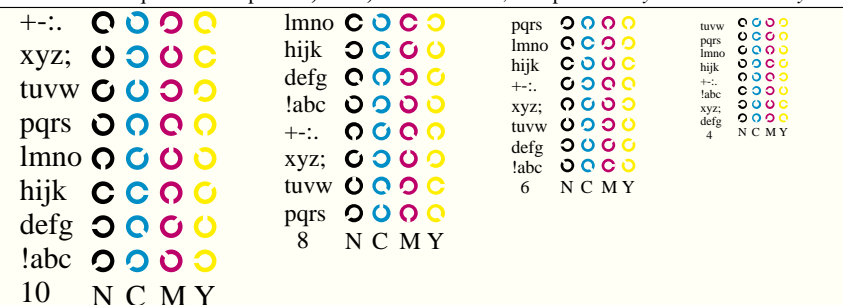 +-:.
xyz;
tuvw
pqrs
lmno
hijk
defg
!abc
10 N C M Y
lmno
hijk
defg
!abc
+-:.
xyz;
tuvw
pqrs
8 N C M Y
pqrs
lmno
hijk
+-:.
xyz;
tuvw
defg
!abc
6 N C M Y
tuvw
pqrs
lmno
hijk
+-:.
!abc
xyz;
defg
4 N C M Y